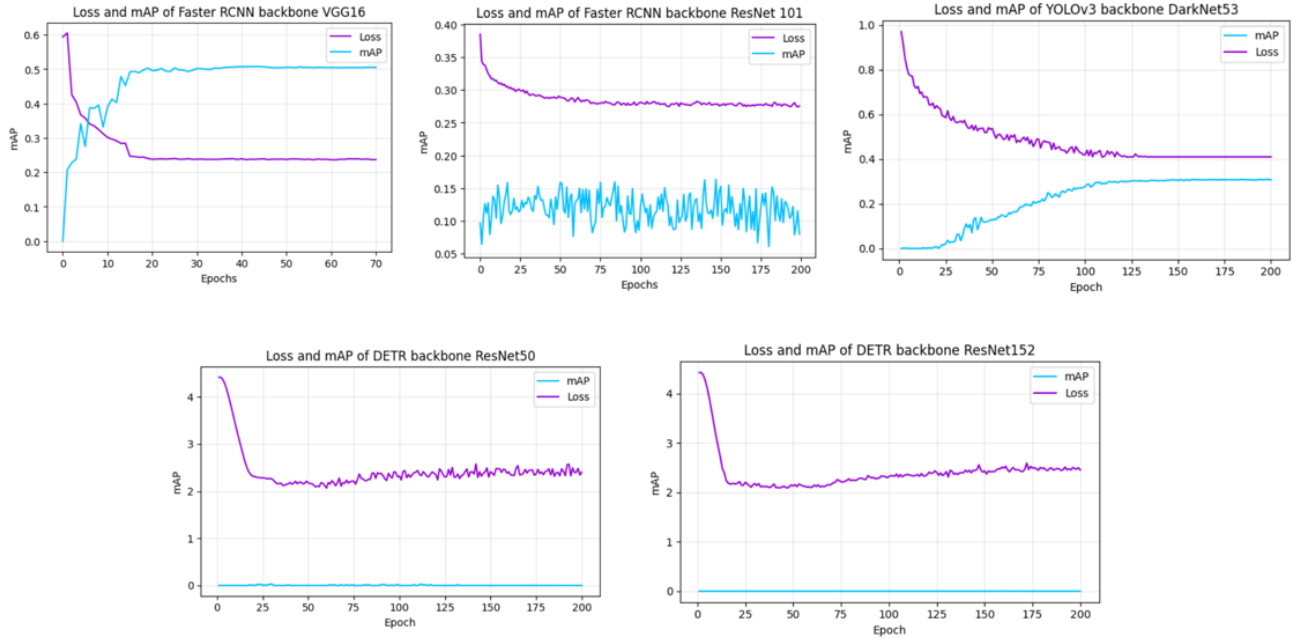 Loss and mAP of Faster RCNN backbone VGG16
0.6
0.5
0.4
0.3
0.2
0.1
0.0
mAP
Loss
mAP
0 10 20 30 40 50 60 70
Epochs
Loss and mAP of Faster RCNN backbone ResNet 101
0.40
0.35
0.30
0.25
0.20
0.15
0.10
0.05
mAP
Loss
mAP
0 25 50 75 100 125 150 175 200
Epochs
Loss and mAP of YOLOv3 backbone DarkNet53
1.0
0.8
0.6
0.4
0.2
0.0
mAP
mAP
Loss
0 25 50 75 100 125 150 175 200
Epoch
Loss and mAP of DETR backbone ResNet50
4
3
2
1
0
mAP
mAP
Loss
0 25 50 75 100 125 150 175 200
Epoch
Loss and mAP of DETR backbone ResNet152
4
3
2
1
0
mAP
mAP
Loss
0 25 50 75 100 125 150 175 200
Epoch